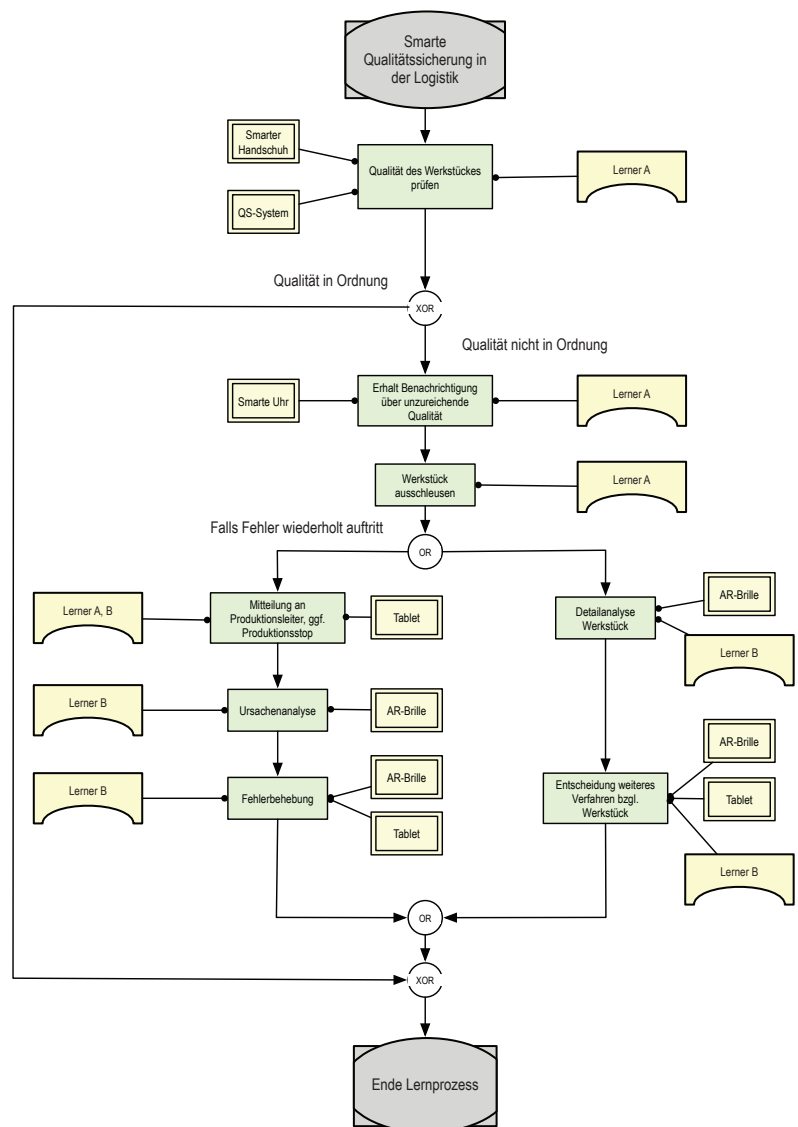 Smarte
Qualitätssicherung in
der Logistik
Smarter
Handschuh
Qualität des Werkstückes
prüfen
Lerner A
QS-System
Qualität in Ordnung
XOR
Qualität nicht in Ordnung
Smarte Uhr
Erhalt Benachrichtigung
über unzureichende
Qualität
Lerner A
Werkstück
ausschleusen
Lerner A
Falls Fehler wiederholt auftritt
OR
Lerner A, B
Mitteilung an
Produktionsleiter, ggf.
Produktionsstop
Tablet
Detailanalyse
Werkstück
AR-Brille
Lerner B
Lerner B
Ursachenanalyse
AR-Brille
Lerner B
Fehlerbehebung
AR-Brille
Tablet
Entscheidung weiteres
Verfahren bzgl.
Werkstück
AR-Brille
Tablet
Lerner B
OR
XOR
Ende Lernprozess